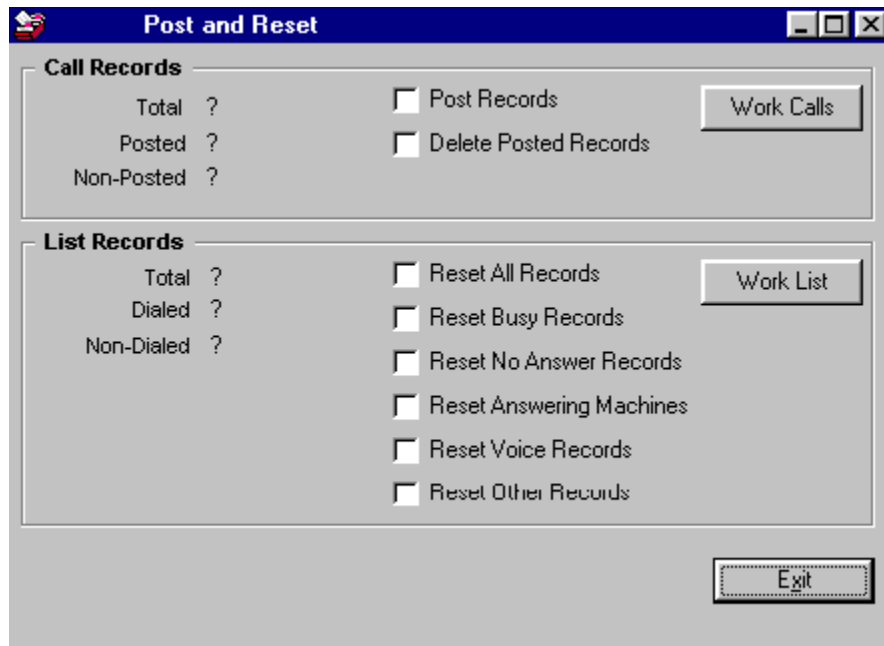 Post and Reset
Call Records
Total ?
Posted ?
Non-Posted ?
Post Records
Delete Posted Records
Work Calls
List Records
Total ?
Dialed ?
Non-Dialed ?
Reset All Records
Reset Busy Records
Reset No Answer Records
Reset Answering Machines
Reset Voice Records
Reset Other Records
Work List
Exit